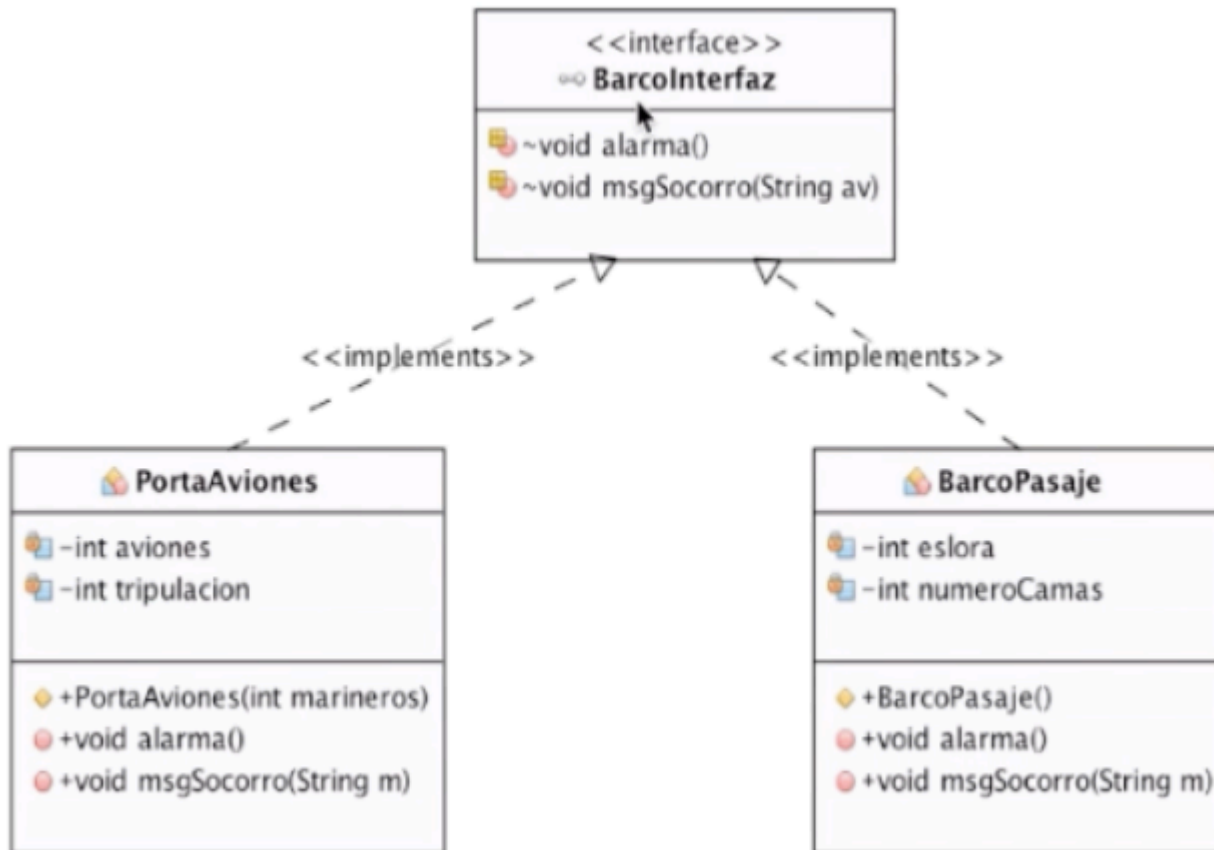 <<interface>>
BarcoInterfaz
~void alarma()
~void msgSocorro(String av)
<<implements>>
<<implements>>
PortaAviones
-int aviones
-int tripulacion
+PortaAviones(int marineros)
+void alarma()
+void msgSocorro(String m)
BarcoPasaje
-int eslora
-int numeroCamas
+BarcoPasaje()
+void alarma()
+void msgSocorro(String m)